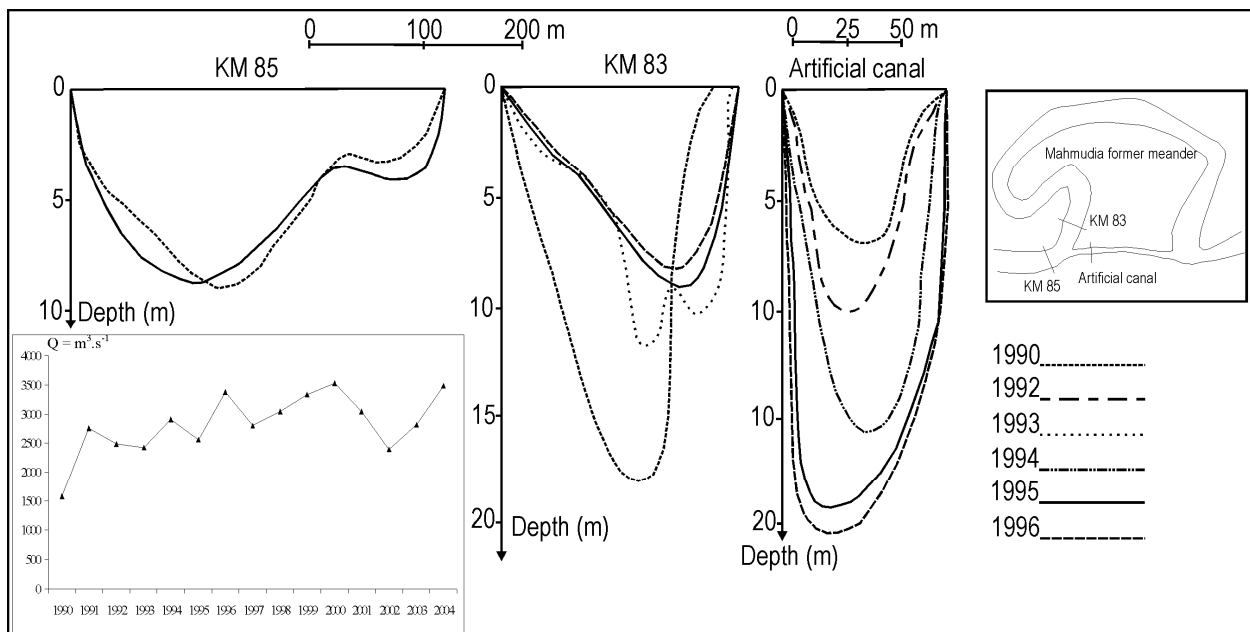 0 100 200 m
0 25 50 m
KM 85
KM 83
Artificial canal
0
5
10
Depth (m)
0
5
10
15
20
Depth (m)
0
5
10
10
20
Depth (m)
Mahmudia former meander
KM 83
KM 85
Artificial canal
1990
1992
1993
1994
1995
1996
Q = m³.s⁻¹
4000
3500
3000
2500
2000
1500
1000
500
0
1990 1991 1992 1993 1994 1995 1996 1997 1998 1999 2000 2001 2002 2003 2004